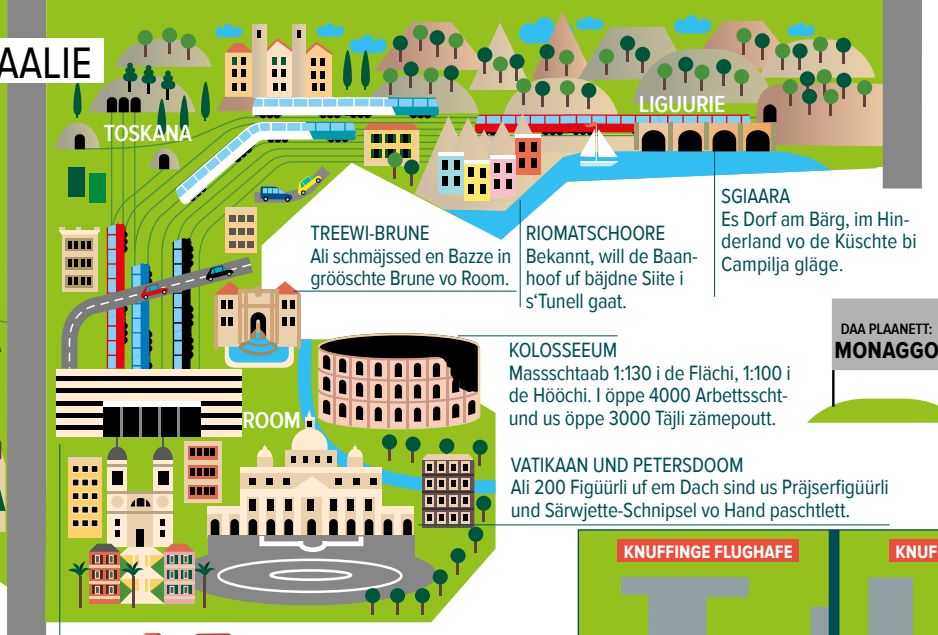 AALIE
TOSKANA
LIGUURIE
TREEWI-BRUNE
Ali schmäjssed en Bazze in
grööschte Brune vo Room.
RIOMATSCHOORE
Bekannt, will de Baan-
hoof uf bäjdne Siite i
s‘Tunell gaat.
SGIAARA
Es Dorf am Bärg, im Hin-
derland vo de Küschte bi
Campilja gläge.
DAA PLAANETT:
MONAGGO
KOLOSSEEUM
Massschtaab 1:130 i de Flächi, 1:100 i
de Hööchi. I öppe 4000 Arbettsscht-
und us öppe 3000 Täjli zämepoutt.
ROOM
VATIKAAN UND PETERSDOOM
Ali 200 Figüürli uf em Dach sind us Präjserfigüürli
und Särwjette-Schnipsel vo Hand paschtlett.
KNUFFINGE FLUGHAFE
KNUF